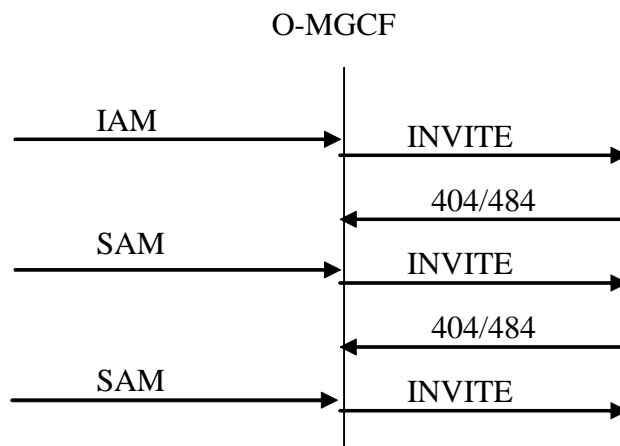 O-MGCF
IAM
INVITE
404/484
SAM
INVITE
404/484
SAM
INVITE